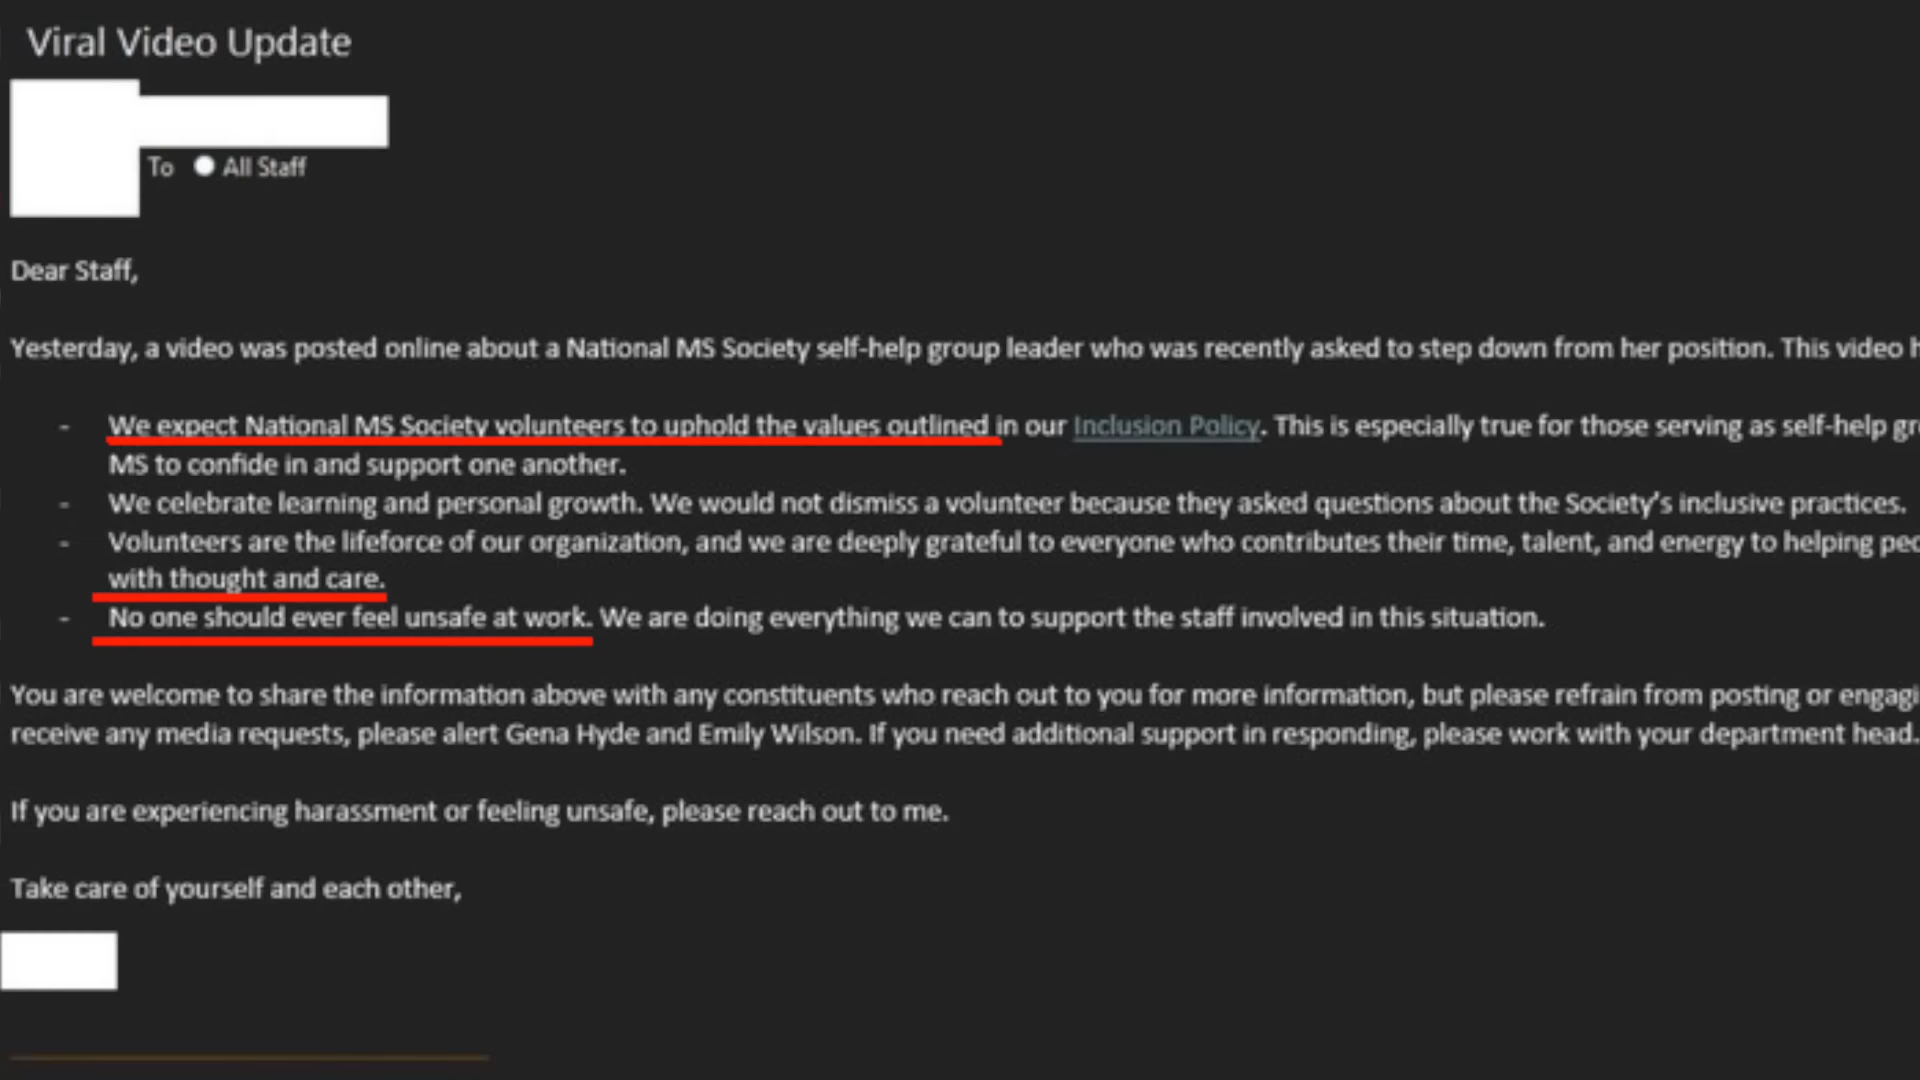 Viral Video Update
To All Staff
Dear Staff,
Yesterday, a video was posted online about a National MS Society self-help group leader who was recently asked to step down from her position. This video
- We expect National MS Society volunteers to uphold the values outlined in our Inclusion Policy. This is especially true for those serving as self-help
MS to confide in and support one another.
- We celebrate learning and personal growth. We would not dismiss a volunteer because they asked questions about the Society's inclusive practices.
- Volunteers are the lifeforce of our organization, and we are deeply grateful to everyone who contributes their time, talent, and energy to helping
with thought and care.
- No one should ever feel unsafe at work. We are doing everything we can to support the staff involved in this situation.
You are welcome to share the information above with any constituents who reach out to you for more information, but please refrain from posting or
receive any media requests, please alert Gena Hyde and Emily Wilson. If you need additional support in responding, please work with your department head.
If you are experiencing harassment or feeling unsafe, please reach out to me.
Take care of yourself and each other,